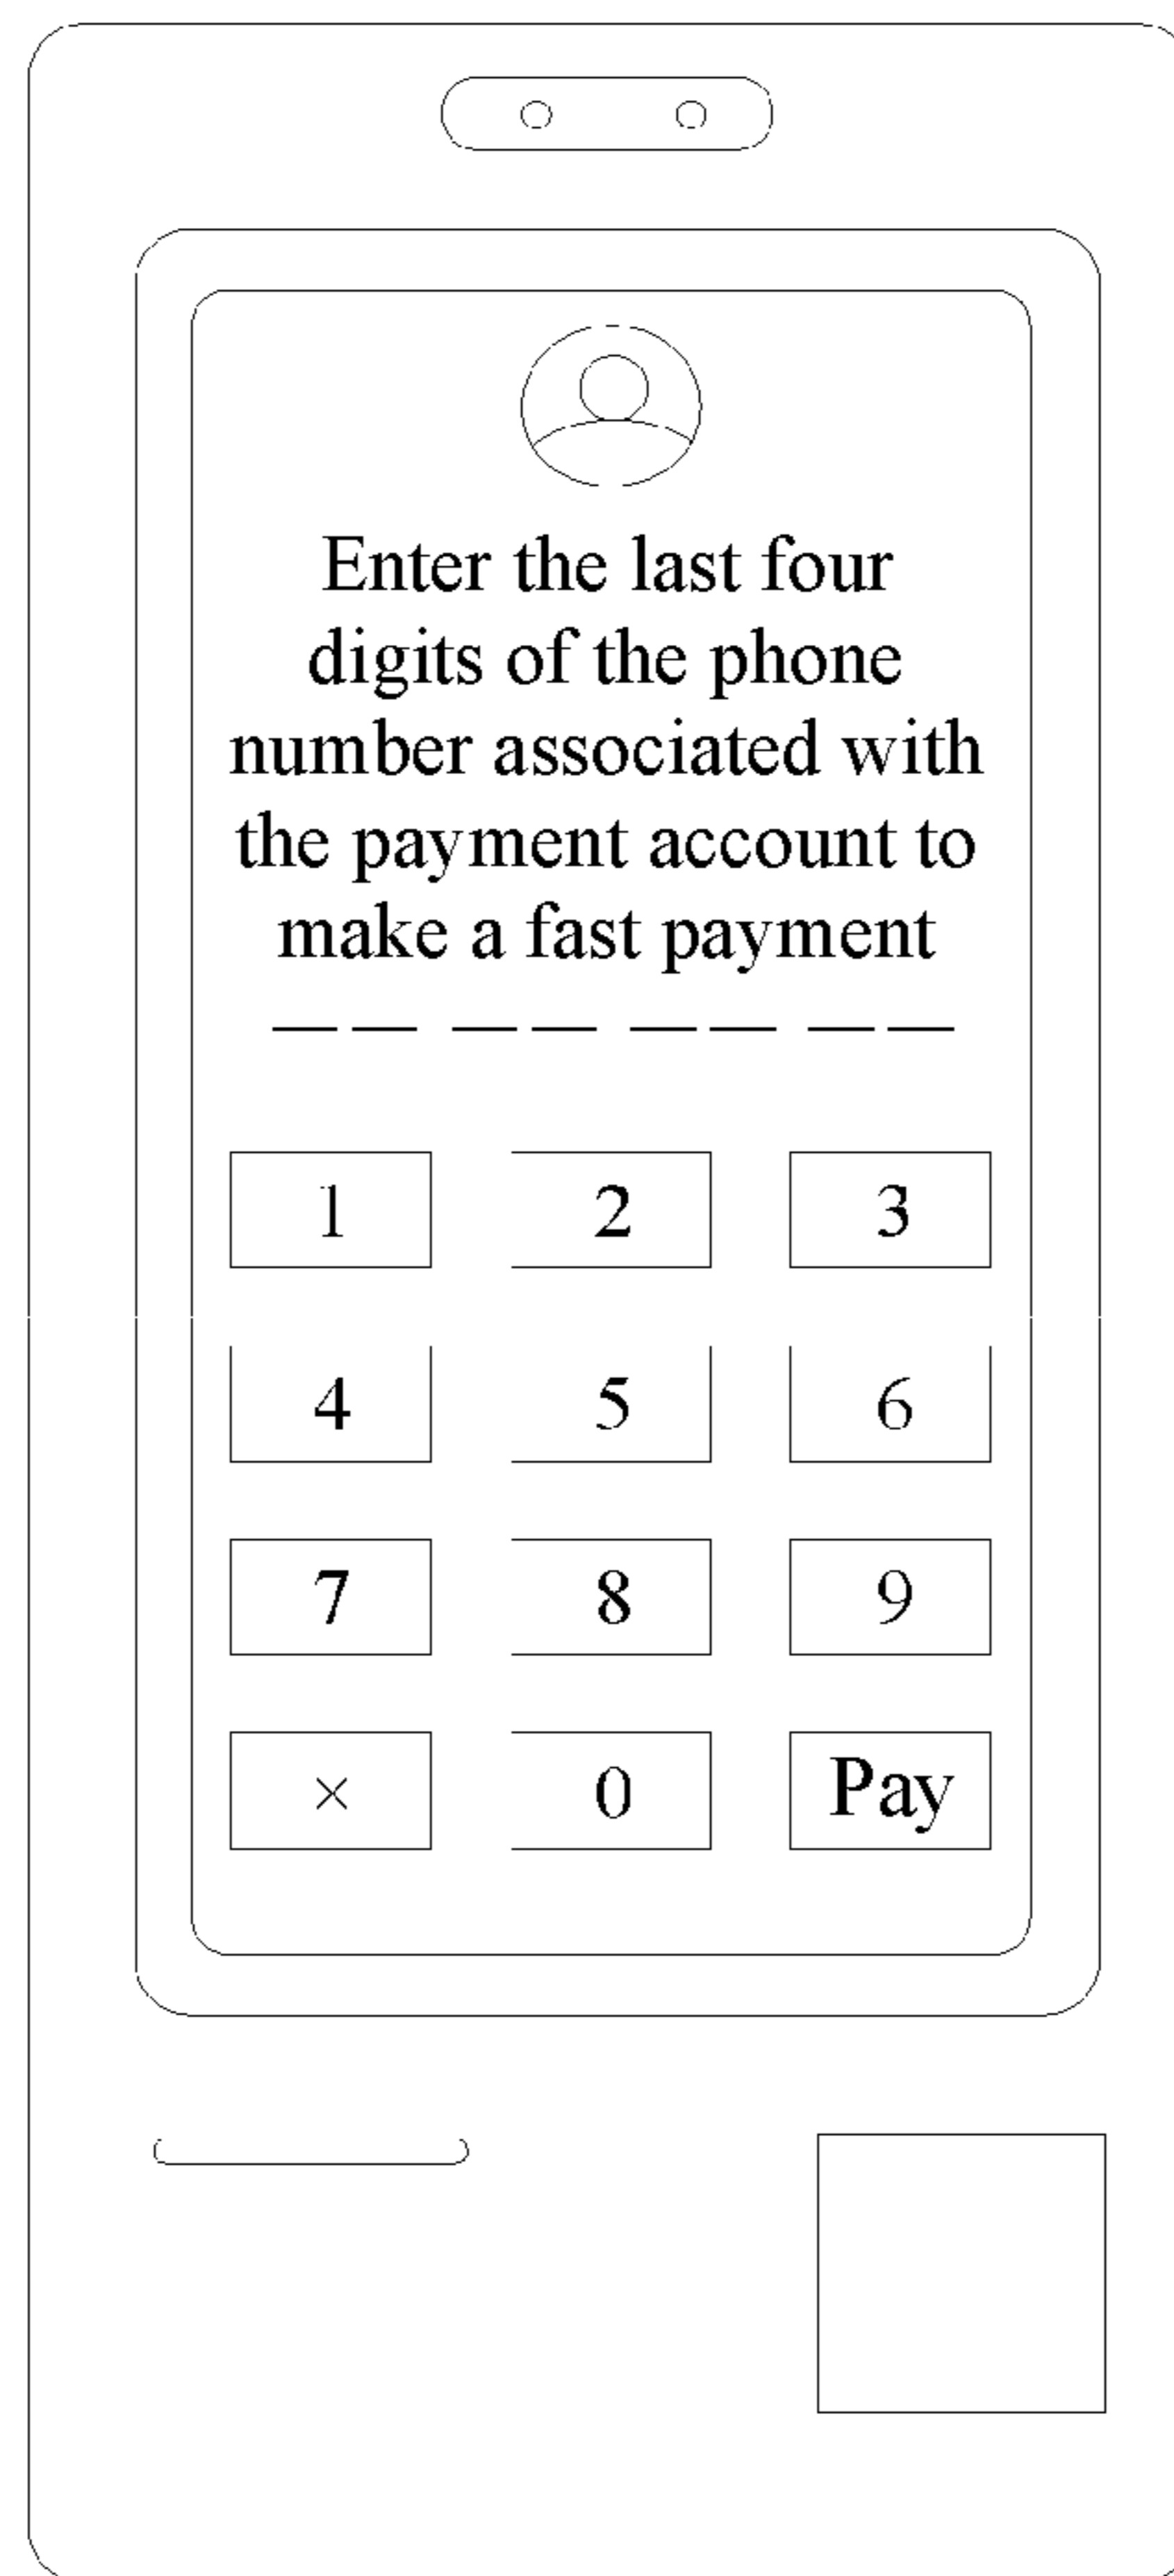 Enter the last four
digits of the phone
number associated with
the payment account to
make a fast payment
1 2 3
4 5 6
7 8 9
× 0 Pay